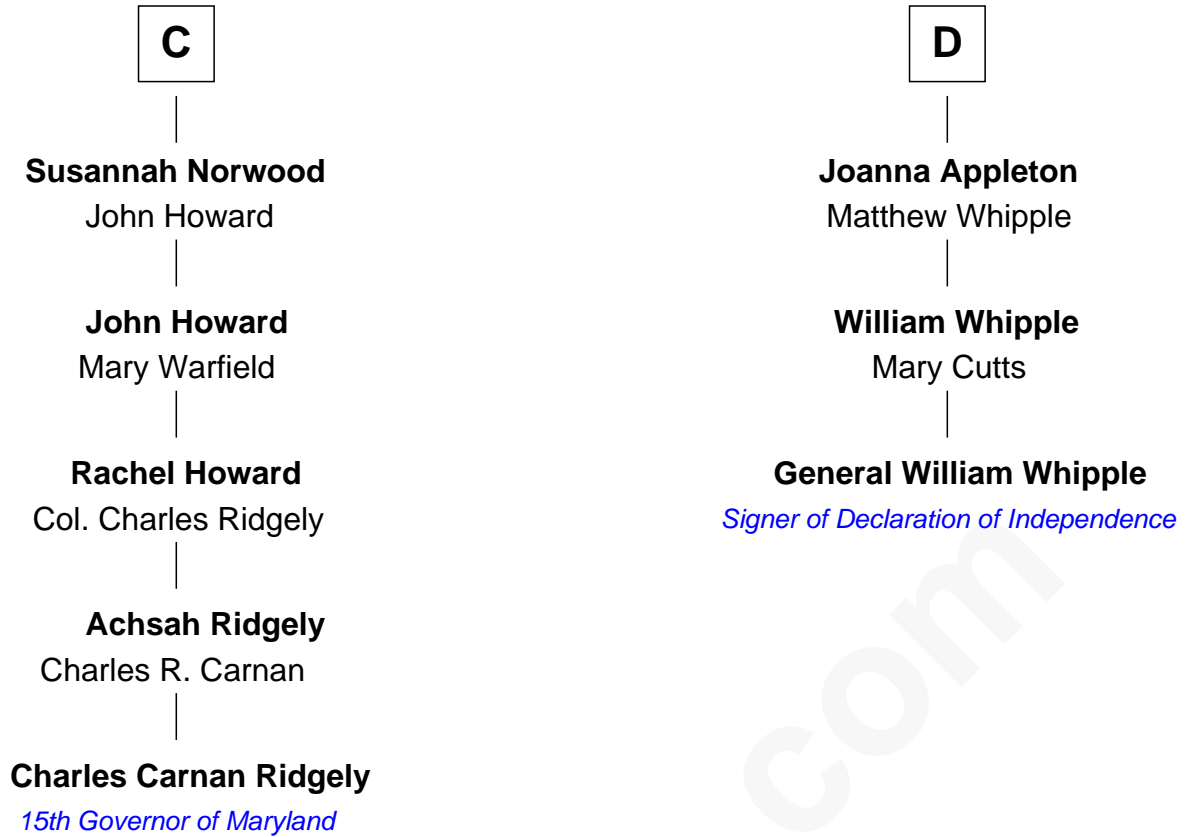 C
Susannah Norwood
John Howard
John Howard
Mary Warfield
Rachel Howard
Col. Charles Ridgely
Achsah Ridgely
Charles R. Carnan
Charles Carnan Ridgely
15th Governor of Maryland
D
Joanna Appleton
Matthew Whipple
William Whipple
Mary Cutts
General William Whipple
Signer of Declaration of Independence
com